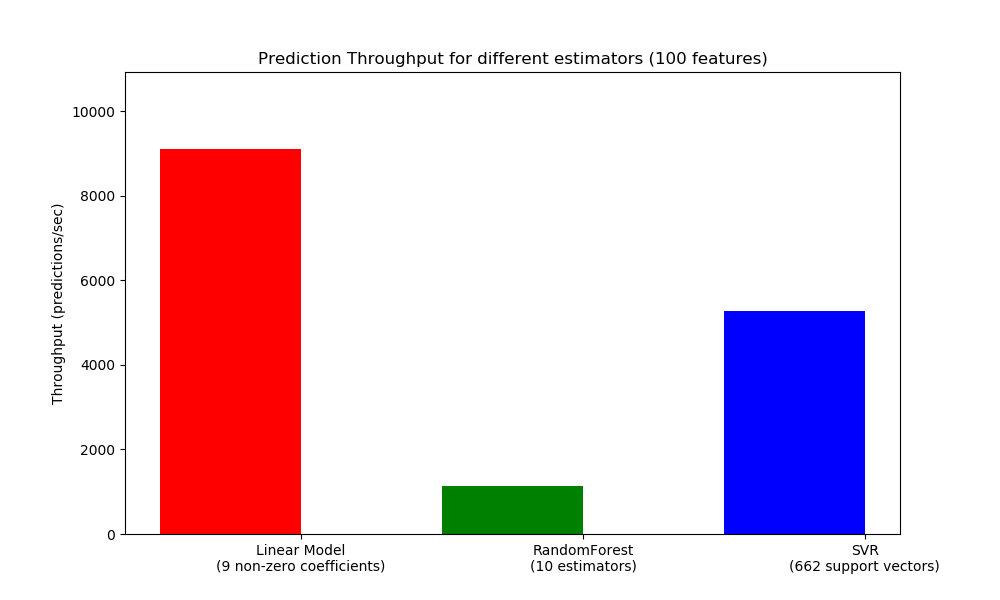 Prediction Throughput for different estimators (100 features)
Throughput (predictions/sec)
10000
8000
6000
4000
2000
0
Linear Model
(9 non-zero coefficients)
RandomForest
(10 estimators)
SVR
(662 support vectors)